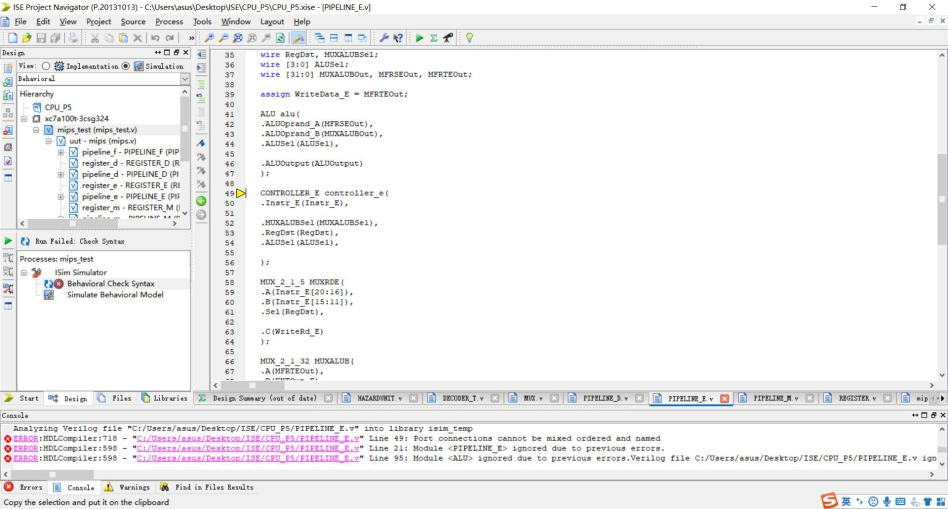 ISE Project Navigator (P.20131013) - C:\Users\asus\Desktop\ISE\CPU_P5\CPU_P5.xise - [PIPELINE_E.v]
File Edit View Project Source Process Tools Window Layout Help
Design
View: Implementation Simulation
Behavioral
Hierarchy
CPU_P5
xc7a100t-3csg324
mips_test (mips_test.v)
uut - mips (mips.v)
pipeline_f - PIPELINE_F (PIP
register_d - REGISTER_D (R
pipeline_d - PIPELINE_D (PI
register_e - REGISTER_E (RI
pipeline_e - PIPELINE_E (PIF
register_m - REGISTER_M (I
Run Failed: Check Syntax
Processes: mips_test
ISim Simulator
Behavioral Check Syntax
Simulate Behavioral Model
35 wire RegDst, MUXALUBSel;
36 wire [3:0] ALUSel;
37 wire [31:0] MUXALUBOut, MFRSEOut, MFRTEOut;
38
39 assign WriteData_E = MFRTEOut;
40
41 ALU alu(
42 .ALUOprand_A(MFRSEOut),
43 .ALUOprand_B(MUXALUBOut),
44 .ALUSel(ALUSel),
45
46 .ALUOutput(ALUOutput)
47 );
48
49 CONTROLLER_E controller_e(
50 .Instr_E(Instr_E),
51
52 .MUXALUBSel(MUXALUBSel),
53 .RegDst(RegDst),
54 .ALUSel(ALUSel),
55
56 );
57
58 MUX_2_1_5 MUXRDE(
59 .A(Instr_E[20:16]),
60 .B(Instr_E[15:11]),
61 .Sel(RegDst),
62
63 .C(WriteRd_E)
64 );
65
66 MUX_2_1_32 MUXALUB(
67 .A(MFRTEOut),
Start Design Files Libraries
Design Summary (out of date) HAZARDUNIT.v DECODER_T.v MUX.v PIPELINE_D.v PIPELINE_E.v PIPELINE_M.v REGISTER.v mip
Console
Analyzing Verilog file "C:/Users/asus/Desktop/ISE/CPU_P5/PIPELINE_E.v" into library isim_temp
ERROR:HDLCompiler:718 - "C:/Users/asus/Desktop/ISE/CPU_P5/PIPELINE_E.v" Line 49: Port connections cannot be mixed ordered and named
ERROR:HDLCompiler:598 - "C:/Users/asus/Desktop/ISE/CPU_P5/PIPELINE_E.v" Line 21: Module <PIPELINE_E> ignored due to previous errors.
ERROR:HDLCompiler:598 - "C:/Users/asus/Desktop/ISE/CPU_P5/PIPELINE_E.v" Line 95: Module <ALU> ignored due to previous errors.Verilog file C:/Users/asus/Desktop/ISE/CPU_P5/PIPELINE_E.v ign
Errors Console Warnings Find in Files Results
Copy the selection and put it on the clipboard
英